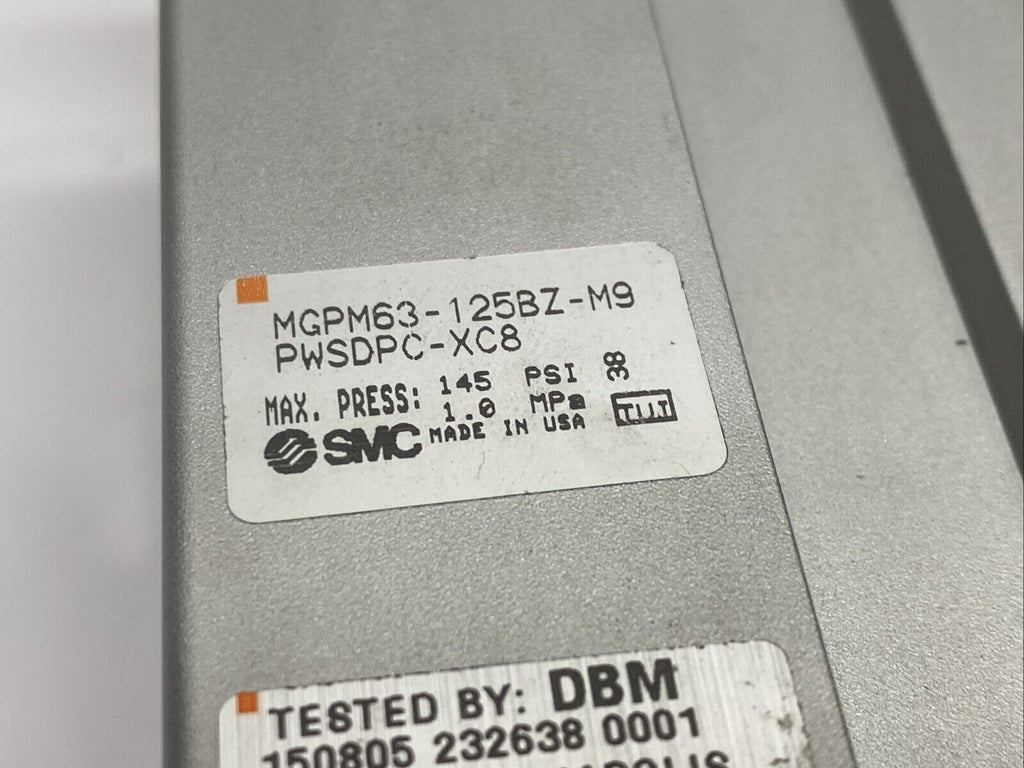 MGPM63-125BZ-M9
PWSDPC-XC8
MAX. PRESS: 145 PSI
1.0 MPa
38
SMC MADE IN USA
TESTED BY: DBM
150805 232638 0001